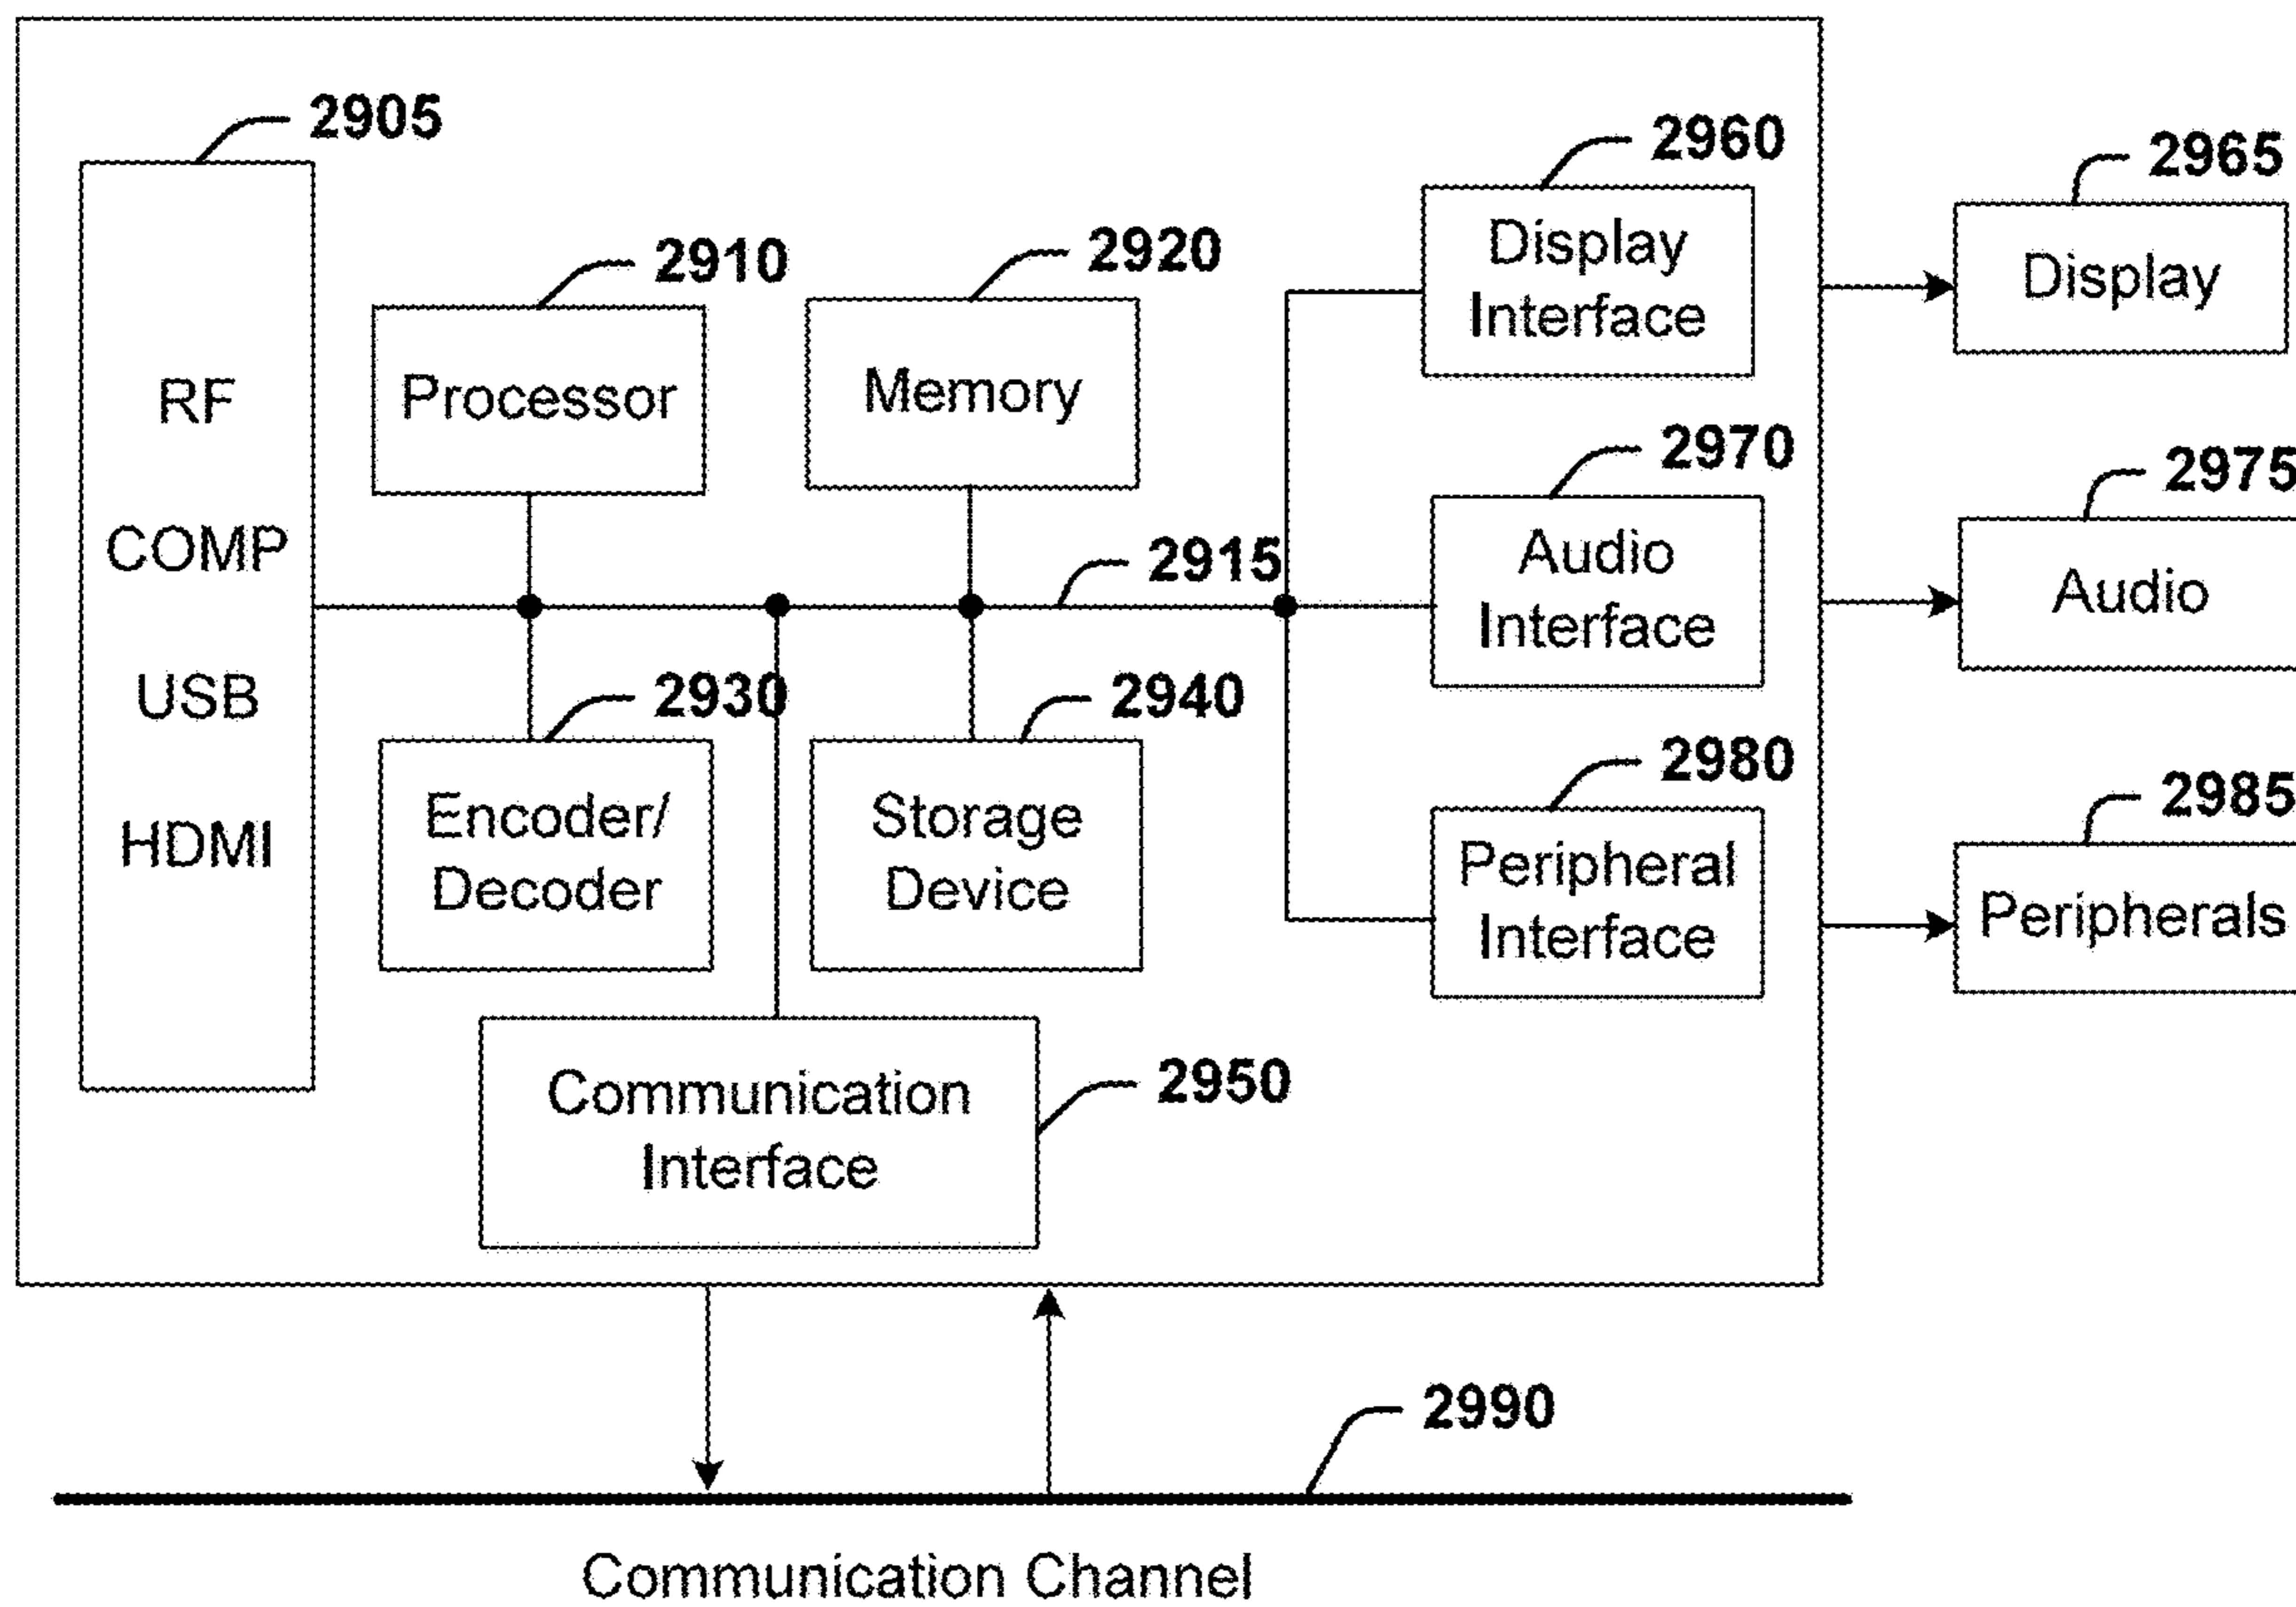 2905
RF
COMP
USB
HDMI
2910
Processor
2920
Memory
2915
2930
Encoder/
Decoder
2940
Storage
Device
2950
Communication
Interface
2960
Display
Interface
2970
Audio
Interface
2980
Peripheral
Interface
2965
Display
2975
Audio
2985
Peripherals
2990
Communication Channel